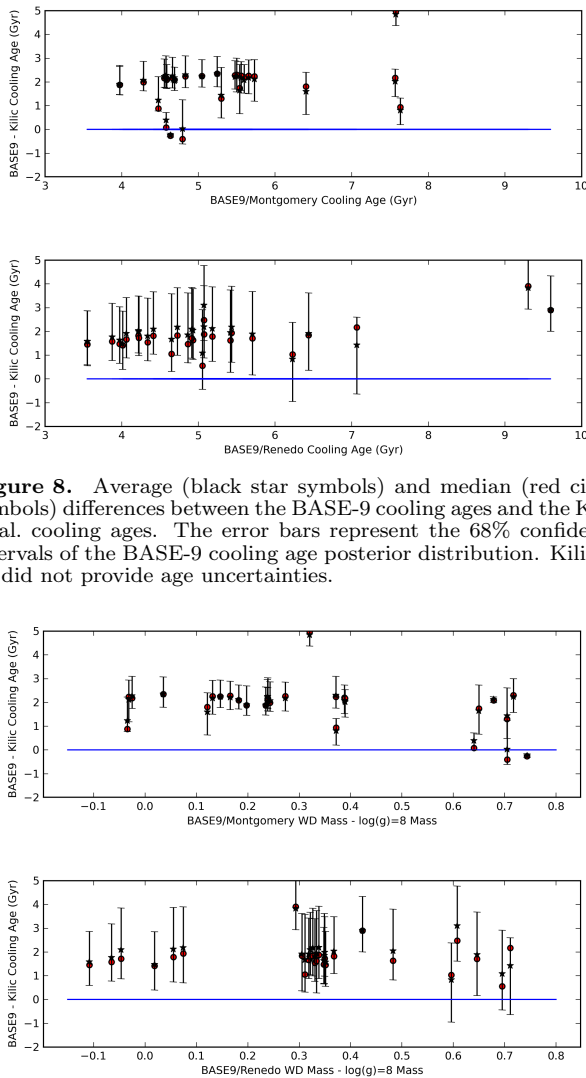 5
4
3
2
1
0
−1
−2
BASE9 - Kilic Cooling Age (Gyr)
3 4 5 6 7 8 9 10
BASE9/Montgomery Cooling Age (Gyr)
5
4
3
2
1
0
−1
−2
BASE9 - Kilic Cooling Age (Gyr)
3 4 5 6 7 8 9 10
BASE9/Renedo Cooling Age (Gyr)
gure 8. Average (black star symbols) and median (red ci
mbols) differences between the BASE-9 cooling ages and the K
al. cooling ages. The error bars represent the 68% confide
ervals of the BASE-9 cooling age posterior distribution. Kili
did not provide age uncertainties.
5
4
3
2
1
0
−1
−2
BASE9 - Kilic Cooling Age (Gyr)
−0.1 0.0 0.1 0.2 0.3 0.4 0.5 0.6 0.7 0.8
BASE9/Montgomery WD Mass - log(g)=8 Mass
5
4
3
2
1
0
−1
−2
BASE9 - Kilic Cooling Age (Gyr)
−0.1 0.0 0.1 0.2 0.3 0.4 0.5 0.6 0.7 0.8
BASE9/Renedo WD Mass - log(g)=8 Mass